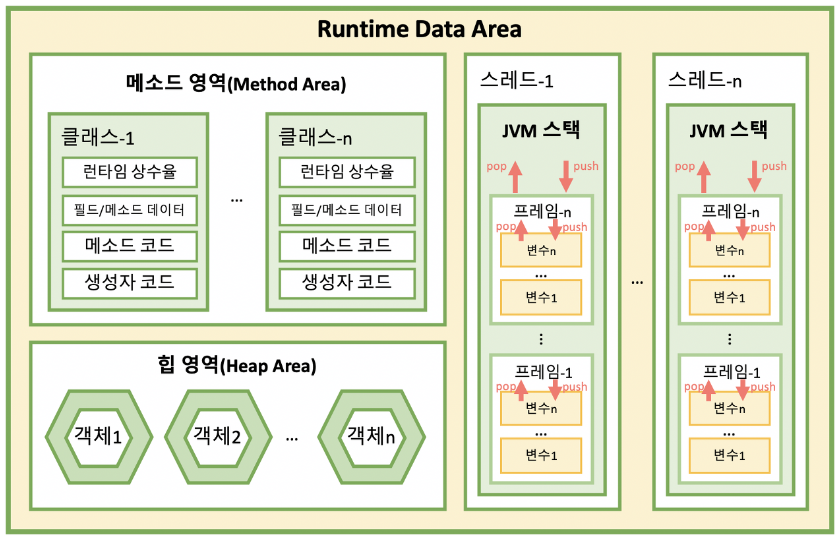 Runtime Data Area
메소드 영역(Method Area)
클래스-1
런타임 상수율
필드/메소드 데이터
메소드 코드
생성자 코드
...
클래스-n
런타임 상수율
필드/메소드 데이터
메소드 코드
생성자 코드
힙 영역(Heap Area)
객체1
객체2
...
객체n
스레드-1
JVM 스택
pop
push
프레임-n
pop
push
변수n
...
변수1
...
프레임-1
pop
push
변수n
...
변수1
...
스레드-n
JVM 스택
pop
push
프레임-n
pop
push
변수n
...
변수1
...
프레임-1
pop
push
변수n
...
변수1